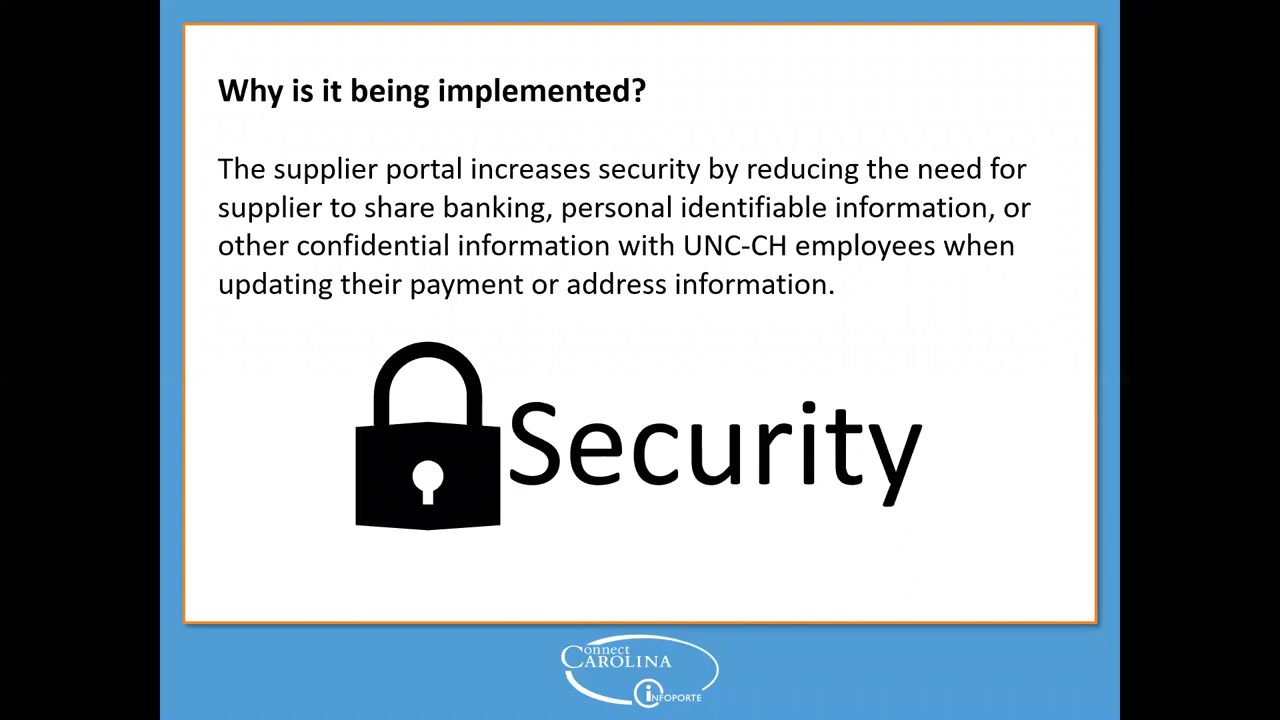 Why is it being implemented?
The supplier portal increases security by reducing the need for
supplier to share banking, personal identifiable information, or
other confidential information with UNC-CH employees when
updating their payment or address information.
Security
Connect
CAROLINA
INFOPORTE